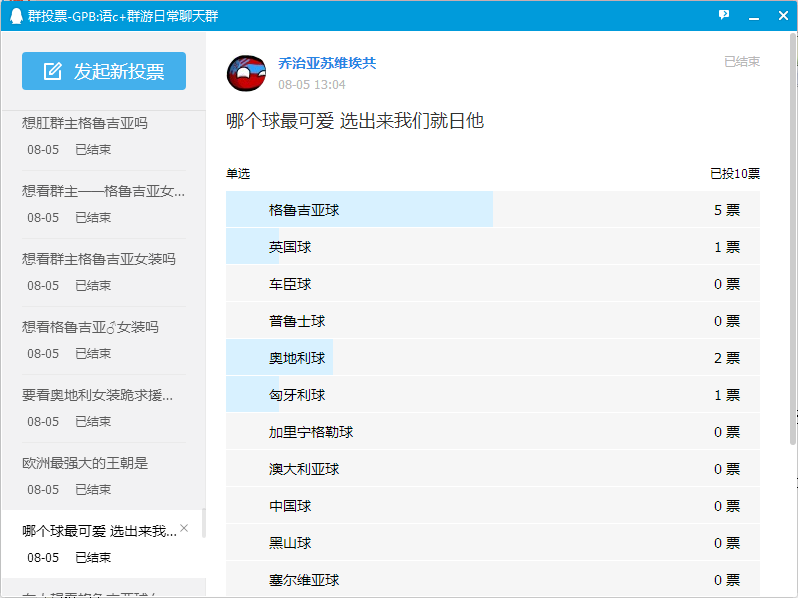 群投票-GPB:语c+群游日常聊天群
发起新投票
想肛群主格鲁吉亚吗
08-05 已结束
想看群主——格鲁吉亚女...
08-05 已结束
想看群主格鲁吉亚女装吗
08-05 已结束
想看格鲁吉亚♂女装吗
08-05 已结束
要看奥地利女装跪求援...
08-05 已结束
欧洲最强大的王朝是
08-05 已结束
哪个球最可爱 选出来我...
08-05 已结束
乔治亚苏维埃共
08-05 13:04
已结束
哪个球最可爱 选出来我们就日他
单选 已投10票
格鲁吉亚球 5 票
英国球 1 票
车臣球 0 票
普鲁士球 0 票
奥地利球 2 票
匈牙利球 1 票
加里宁格勒球 0 票
澳大利亚球 0 票
中国球 0 票
黑山球 0 票
塞尔维亚球 0 票